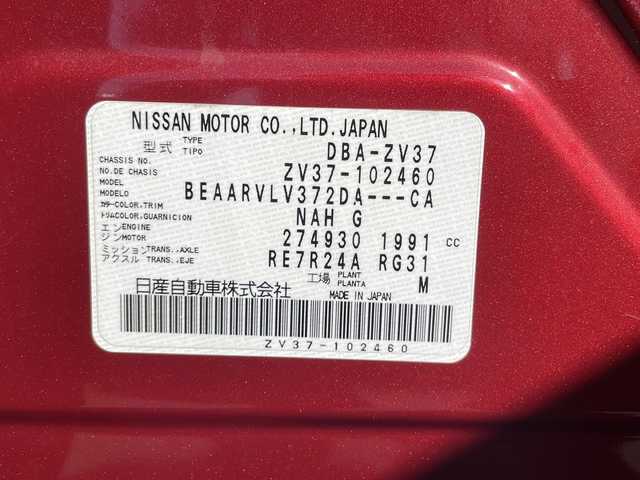 NISSAN MOTOR CO.,LTD.JAPAN
型式 TYPE TIPO DBA-ZV37
CHASSIS NO. NO.DE CHASIS ZV37-102460
MODEL MODELO BEAARVLV372DA---CA
カラー COLOR,TRIM トリム COLOR,GUARNICION NAH G
エンジン ENGINE MOTOR 274930 1991 CC
ミッション TRANS.,AXLE アクスル TRANS.,EJE RE7R24A RG31
工場 PLANT PLANTA M
日産自動車株式会社 MADE IN JAPAN
ZV37-102460